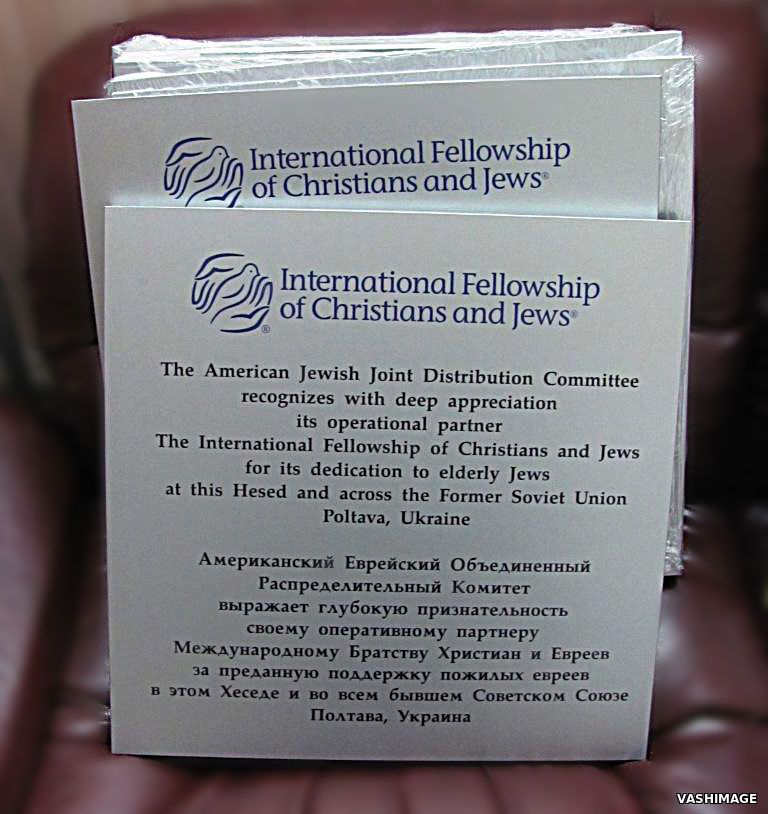 International Fellowship
of Christians and Jews®
International Fellowship
of Christians and Jews®
®
The American Jewish Joint Distribution Committee
recognizes with deep appreciation
its operational partner
The International Fellowship of Christians and Jews
for its dedication to elderly Jews
at this Hesed and across the Former Soviet Union
Poltava, Ukraine
Американский Еврейский Объединенный
Распределительный Комитет
выражает глубокую признательность
своему оперативному партнеру
Международному Братству Христиан и Евреев
за преданную поддержку пожилых евреев
в этом Хеседе и во всем бывшем Советском Союзе
Полтава, Украина
VASHIMAGE